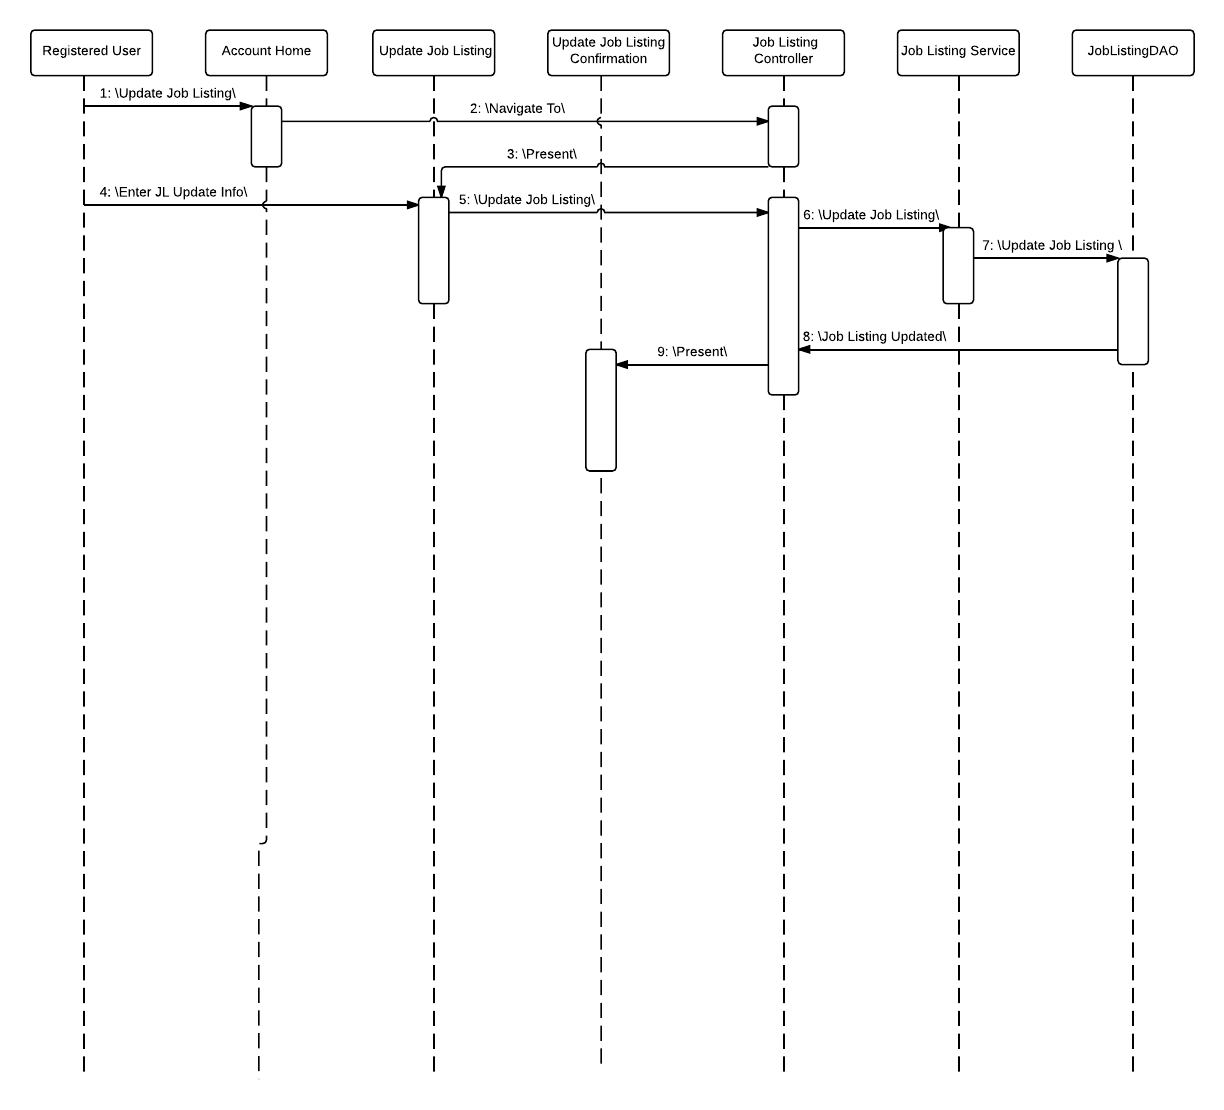 Registered User
Account Home
Update Job Listing
Update Job Listing
Confirmation
Job Listing
Controller
Job Listing Service
JobListingDAO
1: \Update Job Listing\
2: \Navigate To\
3: \Present\
4: \Enter JL Update Info\
5: \Update Job Listing\
6: \Update Job Listing\
7: \Update Job Listing \
8: \Job Listing Updated\
9: \Present\